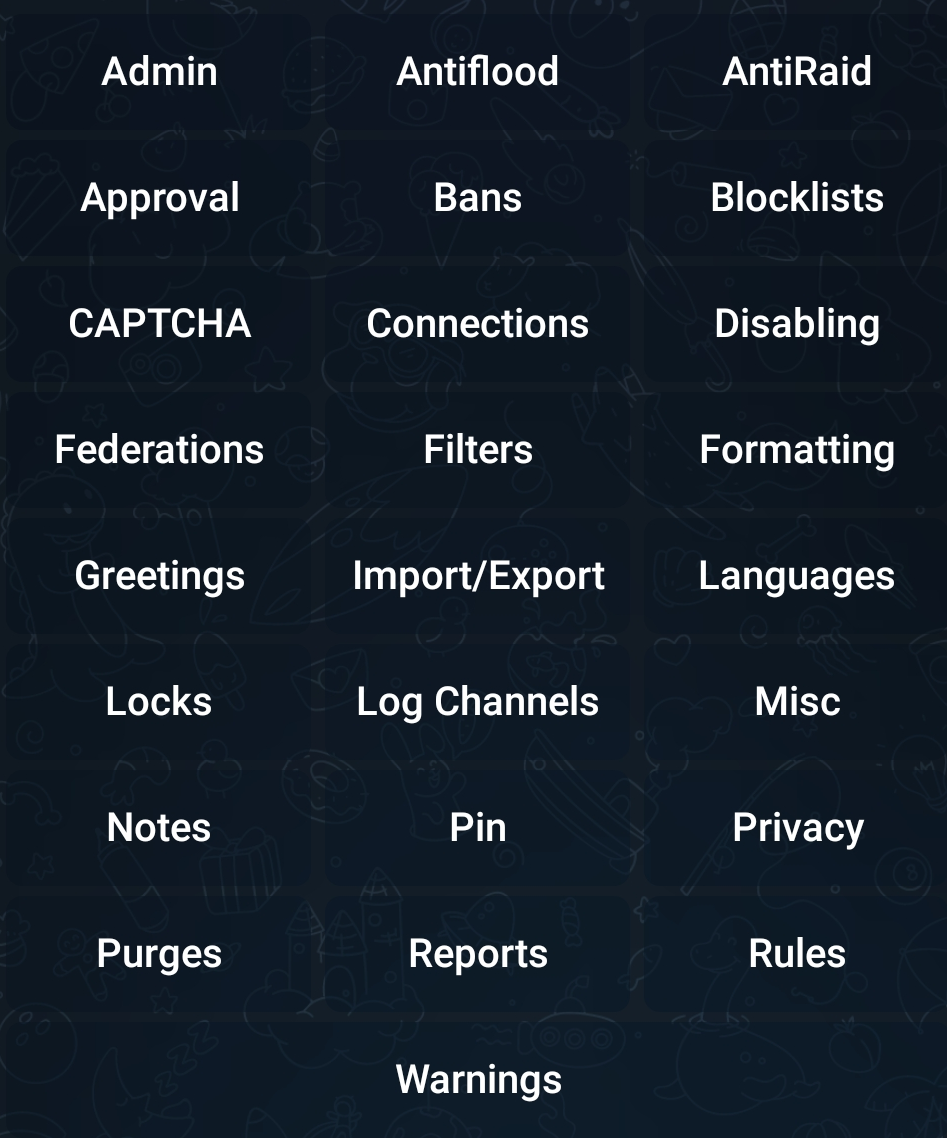 Admin Antiflood AntiRaid
Approval Bans Blocklists
CAPTCHA Connections Disabling
Federations Filters Formatting
Greetings Import/Export Languages
Locks Log Channels Misc
Notes Pin Privacy
Purges Reports Rules
Warnings